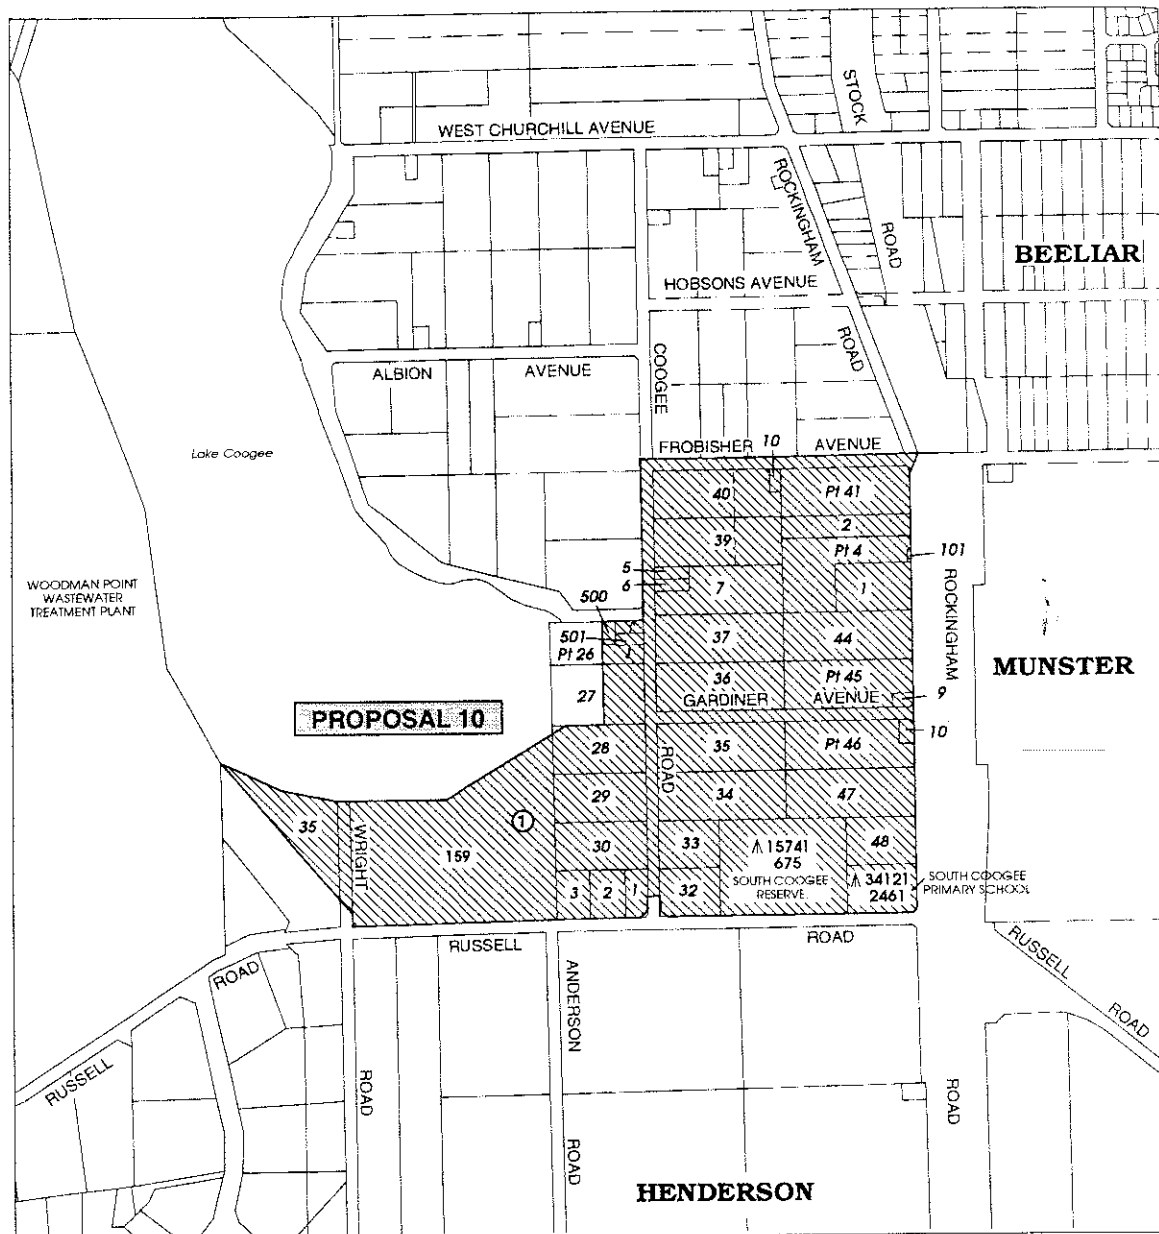 WEST CHURCHILL AVENUE
STOCK
ROAD
ROCKINGHAM
ROAD
BEELIAR
HOBSONS AVENUE
COOGEE
ALBION AVENUE
Lake Coogee
FROBISHER 10 AVENUE
40
Pt 41
2
39
Pt 4
101
5
6
7
1
500
501
Pt 26
1
37
44
ROCKINGHAM
WOODMAN POINT
WASTEWATER
TREATMENT PLANT
MUNSTER
36
Pt 45
27
GARDINER AVENUE
9
PROPOSAL 10
10
28
35
Pt 46
ROAD
29
34
47
35
WRIGHT
159
1
30
33
15741
675
SOUTH COOGEE
RESERVE
48
3
2
1
32
34121
2461
SOUTH COOGEE
PRIMARY SCHOOL
RUSSELL ROAD
RUSSELL
ROAD
ROAD
RUSSELL
ANDERSON
ROAD
ROAD
ROAD
HENDERSON